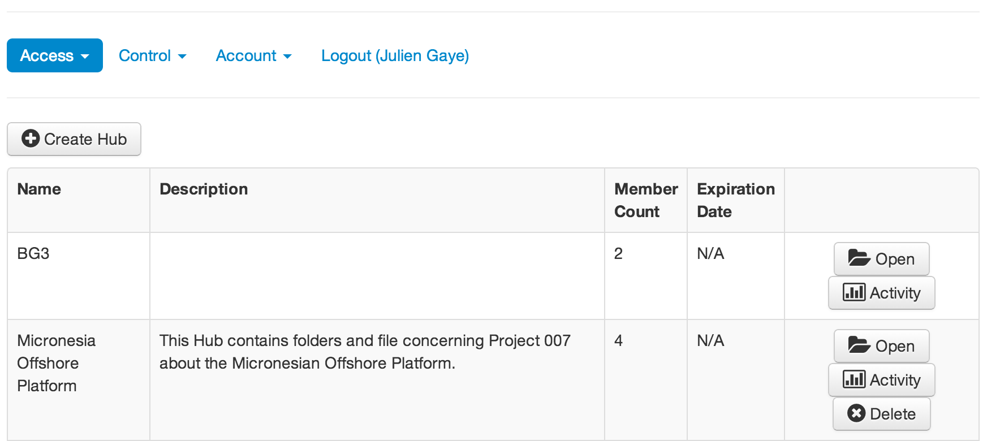 Access Control Account Logout (Julien Gaye)
Create Hub
Name Description Member Count Expiration Date
BG3 2 N/A Open
Activity
Micronesia Offshore Platform
This Hub contains folders and file concerning Project 007
about the Micronesian Offshore Platform.
4 N/A Open
Activity
Delete